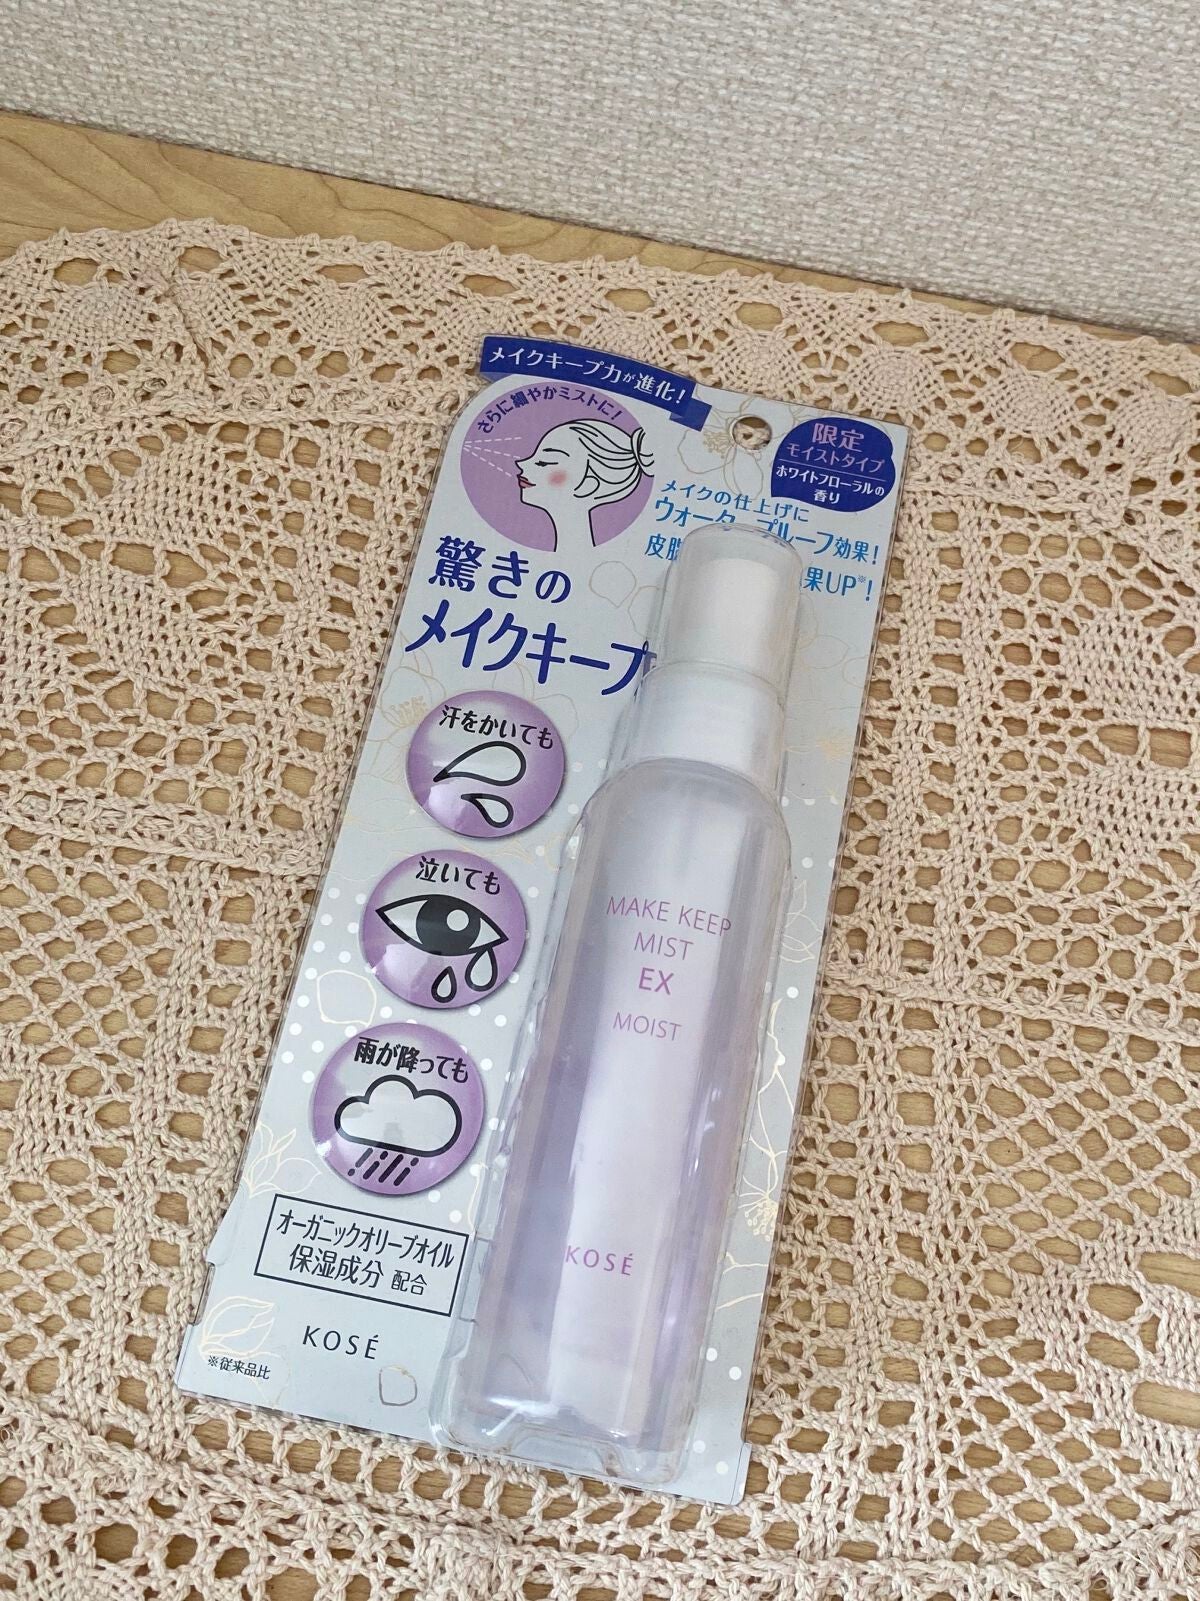 メイクキープ力が進化!
さらに細やかミストに!
限定
モイストタイプ
ホワイトフローラルの
香り
メイクの仕上げに
ウォータープルーフ効果!
皮脂
果UP※!
驚きの
メイクキープ
汗をかいても
泣いても
雨が降っても
MAKE KEEP
MIST
EX
MOIST
KOSÉ
オーガニックオリーブオイル
保湿成分 配合
KOSÉ
※従来品比